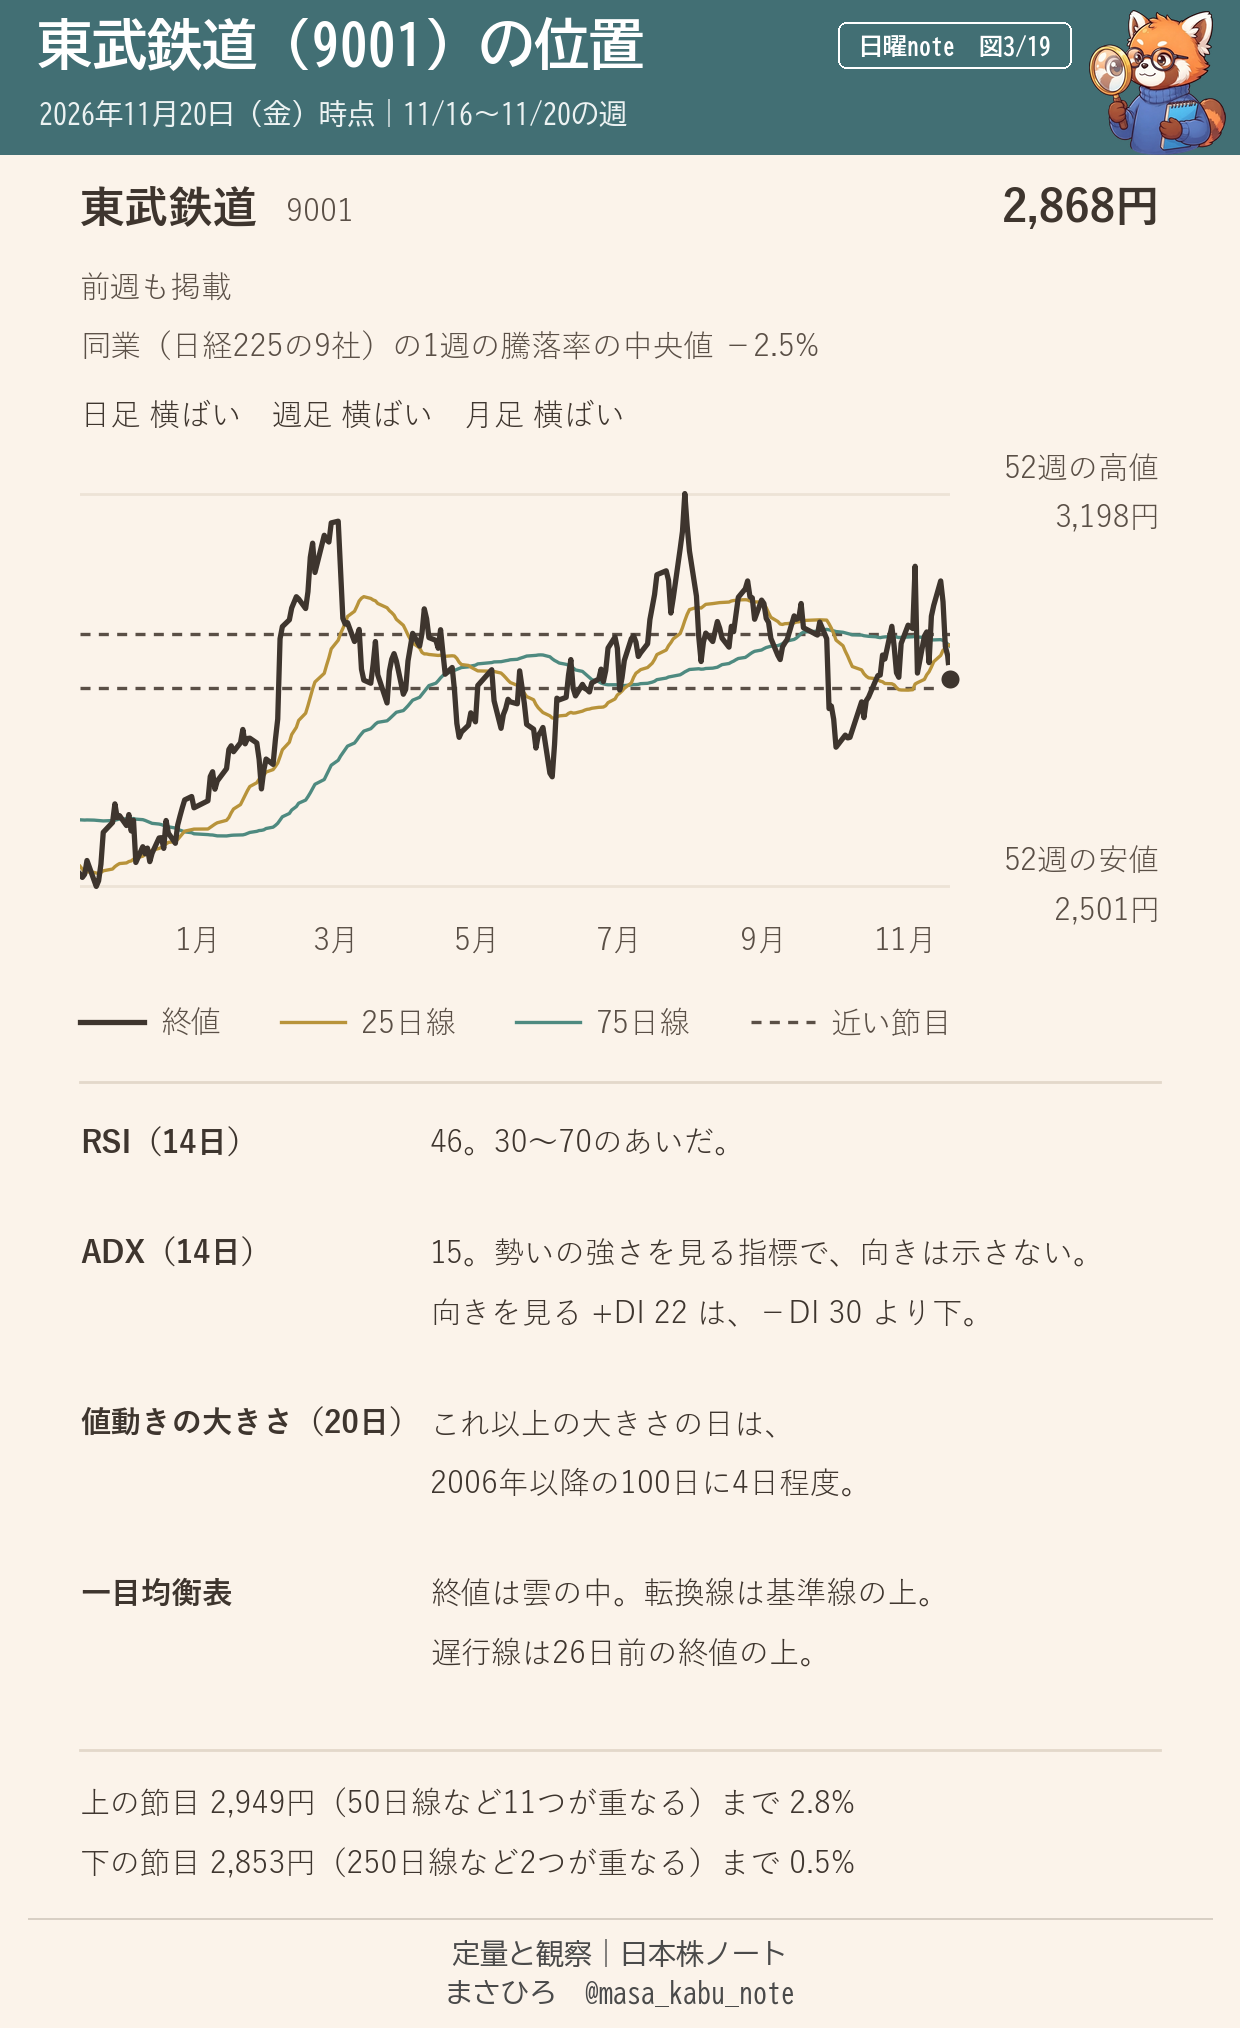 東武鉄道（9001）の位置
日曜note　図3/19
2026年11月20日（金）時点｜11/16～11/20の週
東武鉄道 9001
2,868円
前週も掲載
同業（日経225の9社）の1週の騰落率の中央値 －2.5%
日足 横ばい　週足 横ばい　月足 横ばい
52週の高値
3,198円
52週の安値
2,501円
1月 3月 5月 7月 9月 11月
終値 25日線 75日線 近い節目
RSI（14日） 46。30～70のあいだ。
ADX（14日） 15。勢いの強さを見る指標で、向きは示さない。
向きを見る +DI 22 は、－DI 30 より下。
値動きの大きさ（20日） これ以上の大きさの日は、
2006年以降の100日に4日程度。
一目均衡表 終値は雲の中。転換線は基準線の上。
遅行線は26日前の終値の上。
上の節目 2,949円（50日線など11つが重なる）まで 2.8%
下の節目 2,853円（250日線など2つが重なる）まで 0.5%
定量と観察｜日本株ノート
まさひろ　@masa_kabu_note